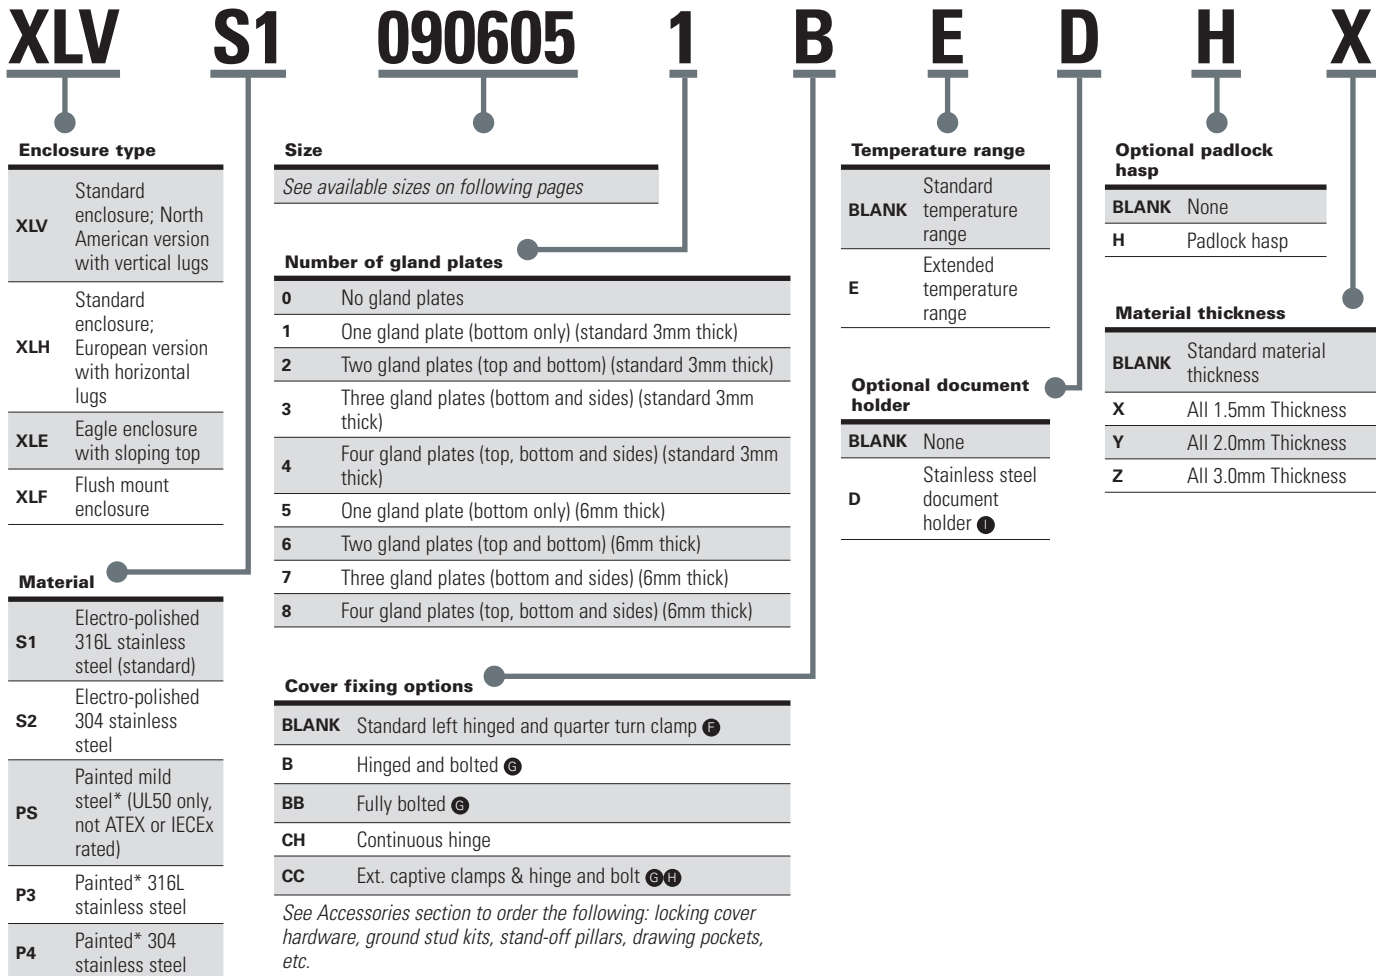 XLV S1 090605 1 B E D H X
Enclosure type
XLV Standard
enclosure; North
American version
with vertical lugs
XLH Standard
enclosure;
European version
with horizontal
lugs
XLE Eagle enclosure
with sloping top
XLF Flush mount
enclosure
Material
S1 Electro-polished
316L stainless
steel (standard)
S2 Electro-polished
304 stainless
steel
PS Painted mild
steel* (UL50 only,
not ATEX or IECEx
rated)
P3 Painted* 316L
stainless steel
P4 Painted* 304
stainless steel
Size
See available sizes on following pages
Number of gland plates
0 No gland plates
1 One gland plate (bottom only) (standard 3mm thick)
2 Two gland plates (top and bottom) (standard 3mm thick)
3 Three gland plates (bottom and sides) (standard 3mm
thick)
4 Four gland plates (top, bottom and sides) (standard 3mm
thick)
5 One gland plate (bottom only) (6mm thick)
6 Two gland plates (top and bottom) (6mm thick)
7 Three gland plates (bottom and sides) (6mm thick)
8 Four gland plates (top, bottom and sides) (6mm thick)
Cover fixing options
BLANK Standard left hinged and quarter turn clamp F
B Hinged and bolted G
BB Fully bolted G
CH Continuous hinge
CC Ext. captive clamps & hinge and bolt G H
See Accessories section to order the following: locking cover
hardware, ground stud kits, stand-off pillars, drawing pockets,
etc.
Temperature range
BLANK Standard
temperature
range
E Extended
temperature
range
Optional document
holder
BLANK None
D Stainless steel
document
holder I
Optional padlock
hasp
BLANK None
H Padlock hasp
Material thickness
BLANK Standard material
thickness
X All 1.5mm Thickness
Y All 2.0mm Thickness
Z All 3.0mm Thickness